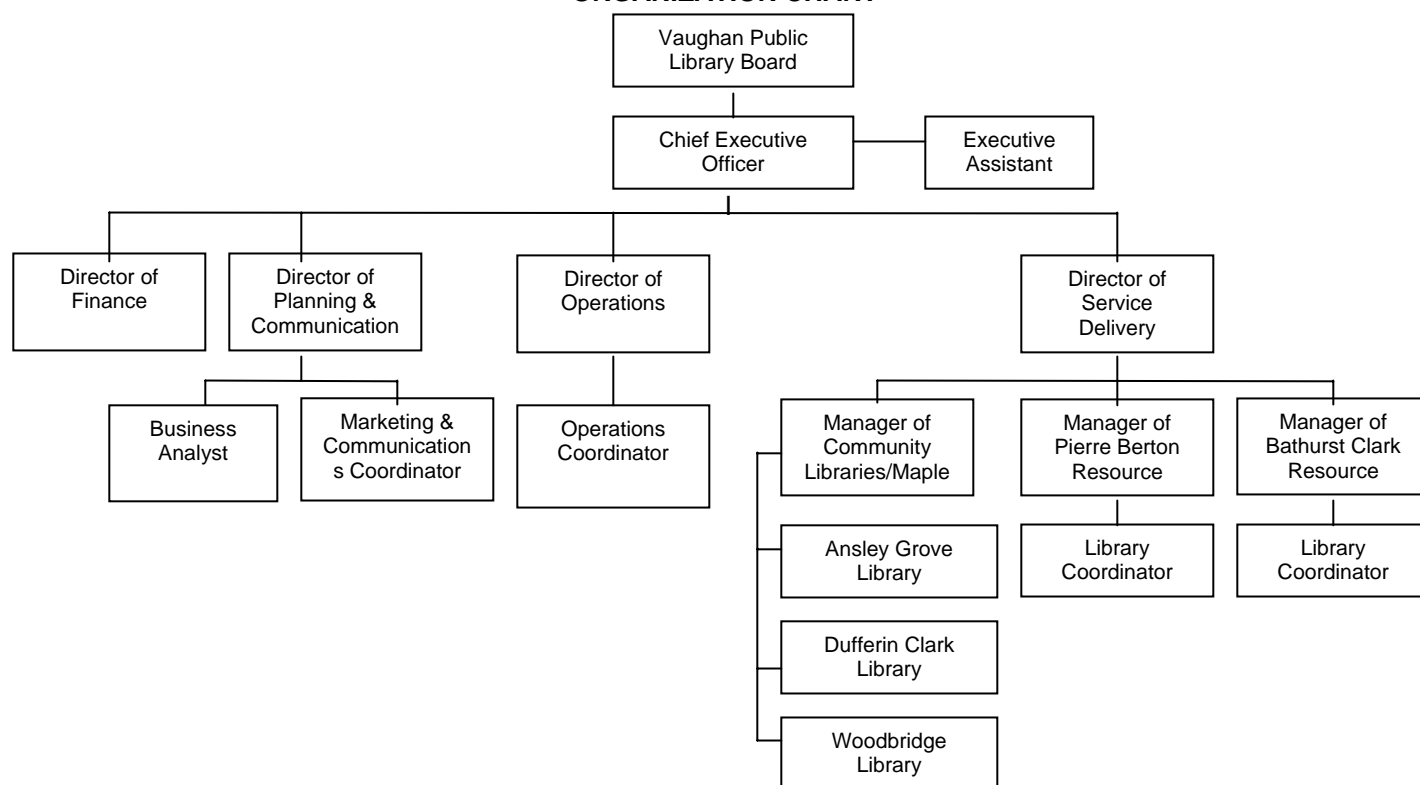 ORGANIZATION CHART
Vaughan Public
Library Board
Chief Executive
Officer
Executive
Assistant
Director of
Finance
Director of
Planning &
Communication
Director of
Operations
Director of
Service
Delivery
Business
Analyst
Marketing &
Communication
s Coordinator
Operations
Coordinator
Manager of
Community
Libraries/Maple
Manager of
Pierre Berton
Resource
Manager of
Bathurst Clark
Resource
Ansley Grove
Library
Library
Coordinator
Library
Coordinator
Dufferin Clark
Library
Woodbridge
Library